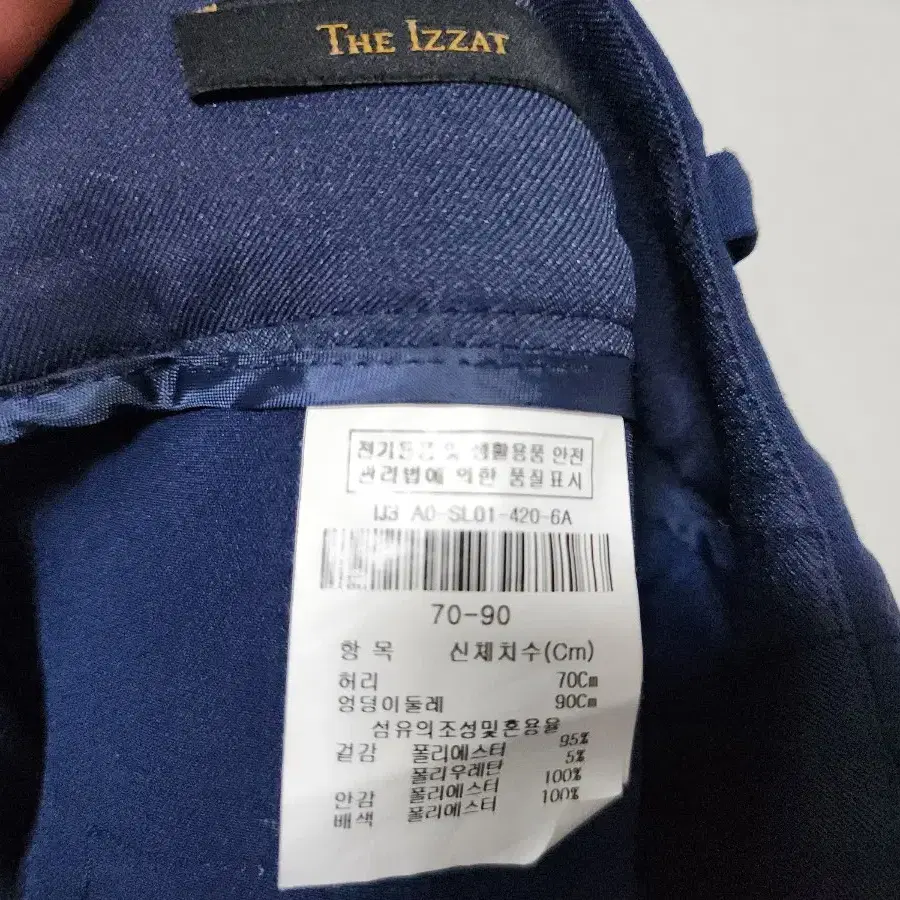 THE IZZAT
전기용품 및 생활용품 안전
관리법에 의한 품질표시
IJ3 A0-SL01-420-6A
70-90
항 목 신체치수(Cm)
허리 70Cm
엉덩이둘레 90Cm
섬유의조성및혼용율
겉감 폴리에스터 95%
폴리우레탄 5%
안감 폴리에스터 100%
배색 폴리에스터 100%